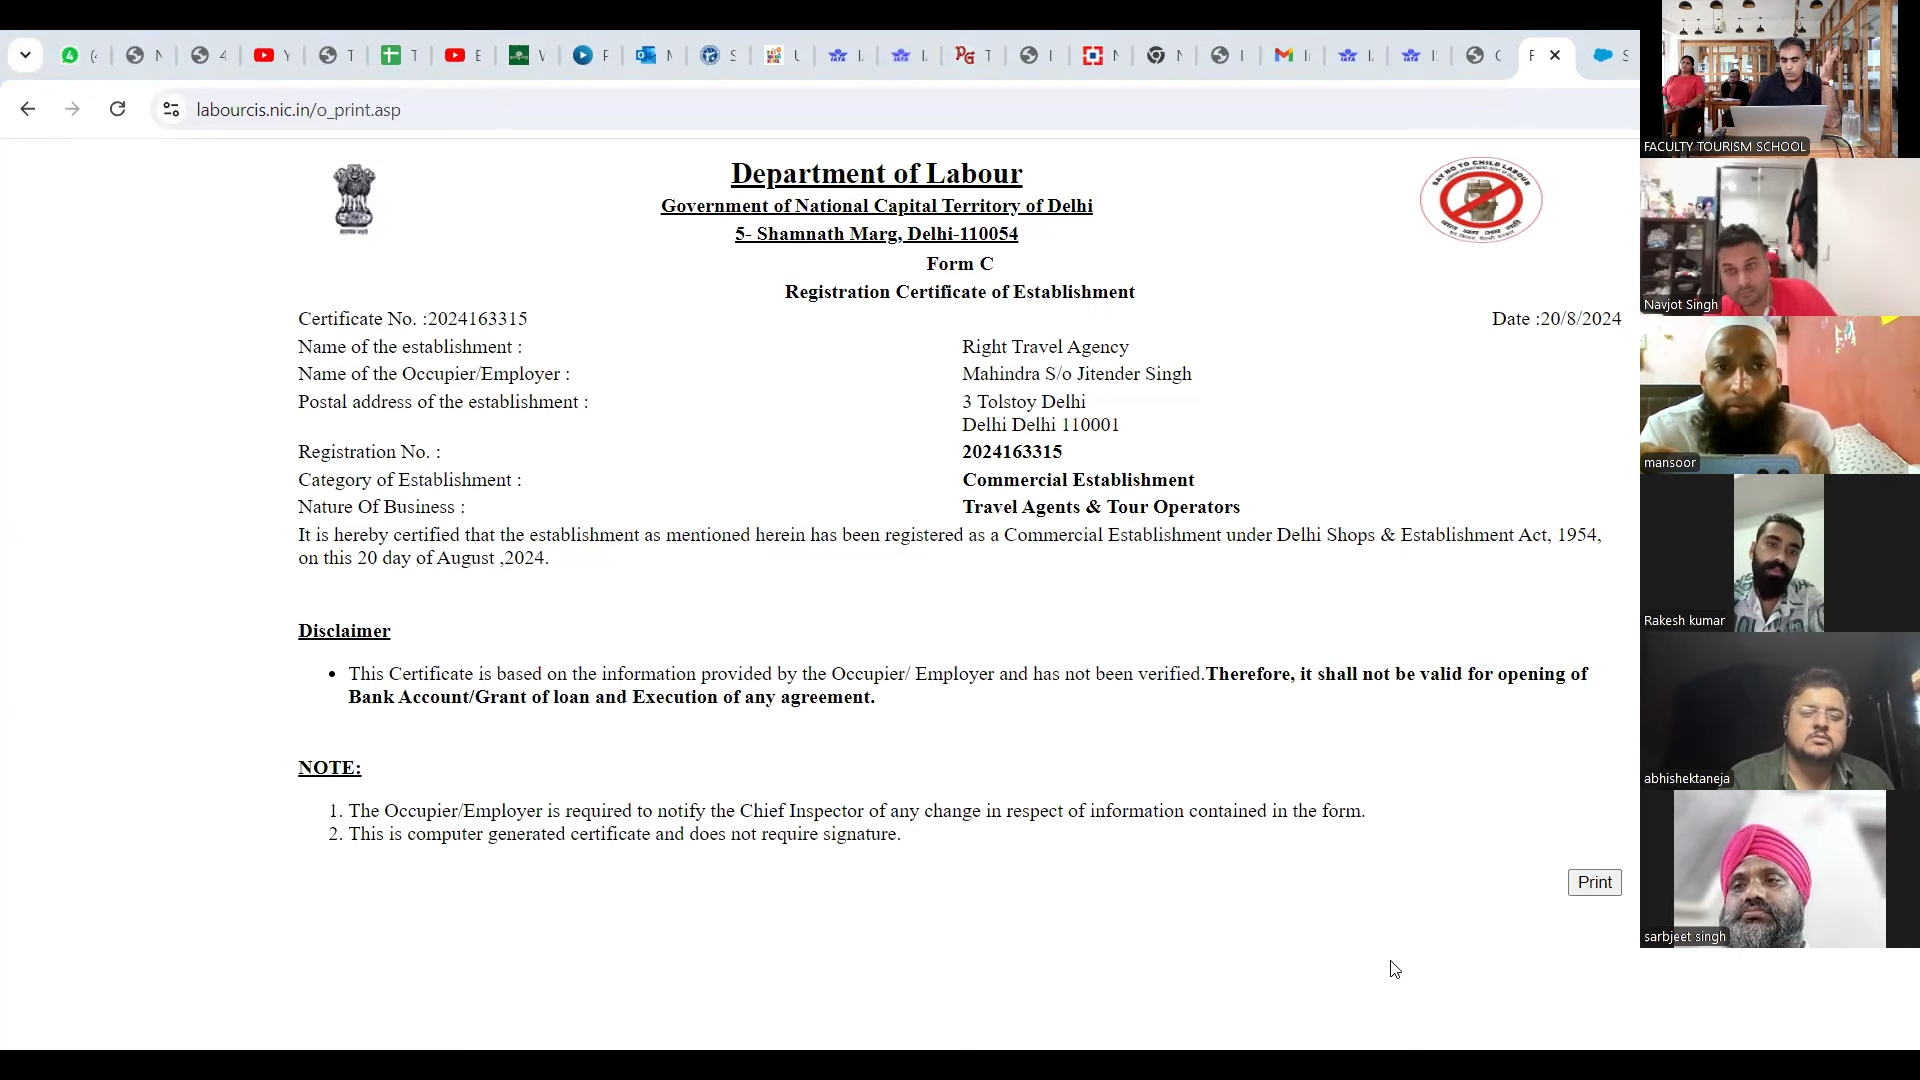 labourcis.nic.in/o_print.asp
FACULTY TOURISM SCHOOL
Department of Labour
Government of National Capital Territory of Delhi
5- Shamnath Marg, Delhi-110054
SAY NO TO CHILD LABOUR
Form C
Registration Certificate of Establishment
Certificate No. :2024163315
Date :20/8/2024
Navjot Singh
Name of the establishment :
Right Travel Agency
Name of the Occupier/Employer :
Mahindra S/o Jitender Singh
Postal address of the establishment :
3 Tolstoy Delhi
Delhi Delhi 110001
Registration No. :
2024163315
mansoor
Category of Establishment :
Commercial Establishment
Nature Of Business :
Travel Agents & Tour Operators
It is hereby certified that the establishment as mentioned herein has been registered as a Commercial Establishment under Delhi Shops & Establishment Act, 1954,
on this 20 day of August ,2024.
Rakesh kumar
Disclaimer
• This Certificate is based on the information provided by the Occupier/ Employer and has not been verified.Therefore, it shall not be valid for opening of
Bank Account/Grant of loan and Execution of any agreement.
NOTE:
abhishektaneja
1. The Occupier/Employer is required to notify the Chief Inspector of any change in respect of information contained in the form.
2. This is computer generated certificate and does not require signature.
Print
sarbjeet singh